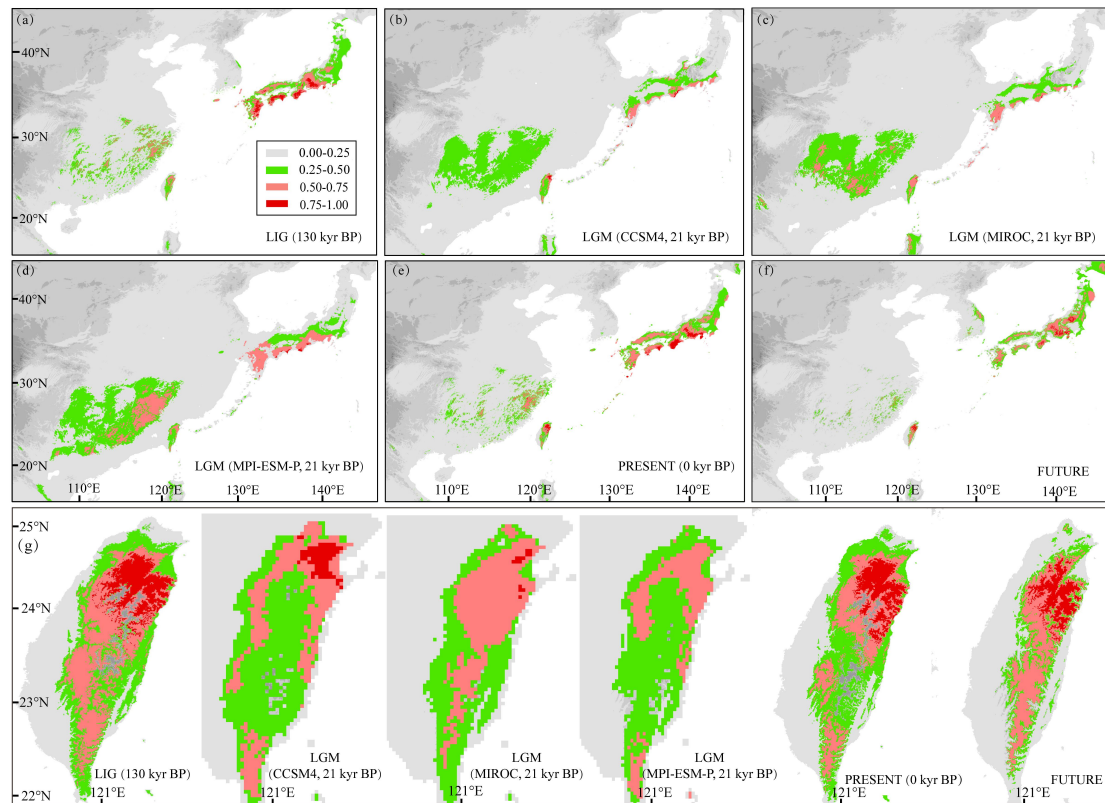 (a)
40°N
30°N
20°N
0.00-0.25
0.25-0.50
0.50-0.75
0.75-1.00
LIG (130 kyr BP)
(b)
LGM (CCSM4, 21 kyr BP)
(c)
LGM (MIROC, 21 kyr BP)
(d)
40°N
30°N
20°N
LGM (MPI-ESM-P, 21 kyr BP)
110°E 120°E 130°E 140°E
(e)
PRESENT (0 kyr BP)
110°E 120°E 130°E 140°E
(f)
FUTURE
110°E 120°E 130°E 140°E
(g)
25°N
24°N
23°N
22°N
LIG (130 kyr BP)
121°E
LGM
(CCSM4, 21 kyr BP)
121°E
LGM
(MIROC, 21 kyr BP)
121°E
LGM
(MPI-ESM-P, 21 kyr BP)
121°E
PRESENT (0 kyr BP)
121°E
FUTURE
121°E